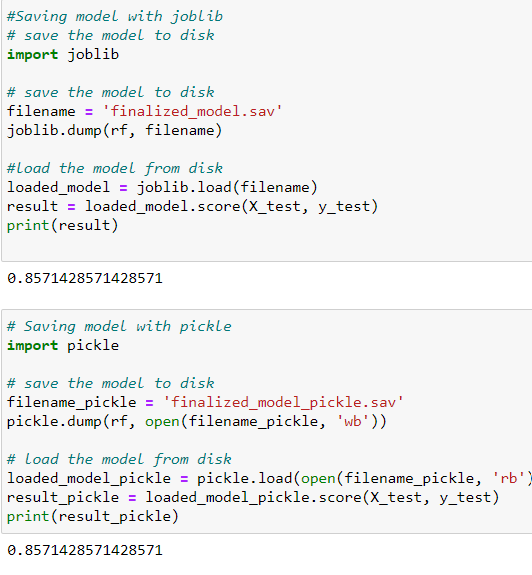 #Saving model with joblib
# save the model to disk
import joblib
# save the model to disk
filename = 'finalized_model.sav'
joblib.dump(rf, filename)
#load the model from disk
loaded_model = joblib.load(filename)
result = loaded_model.score(X_test, y_test)
print(result)
0.8571428571428571
# Saving model with pickle
import pickle
# save the model to disk
filename_pickle = 'finalized_model_pickle.sav'
pickle.dump(rf, open(filename_pickle, 'wb'))
# load the model from disk
loaded_model_pickle = pickle.load(open(filename_pickle, 'rb')
result_pickle = loaded_model_pickle.score(X_test, y_test)
print(result_pickle)
0.8571428571428571